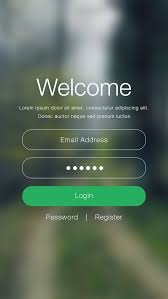 Welcome
Lorem ipsum dolor sit amet, consectetur adipiscing elit.
Donec auctor neque sed pretium luctus.
Email Address
••••••
Login
Password | Register